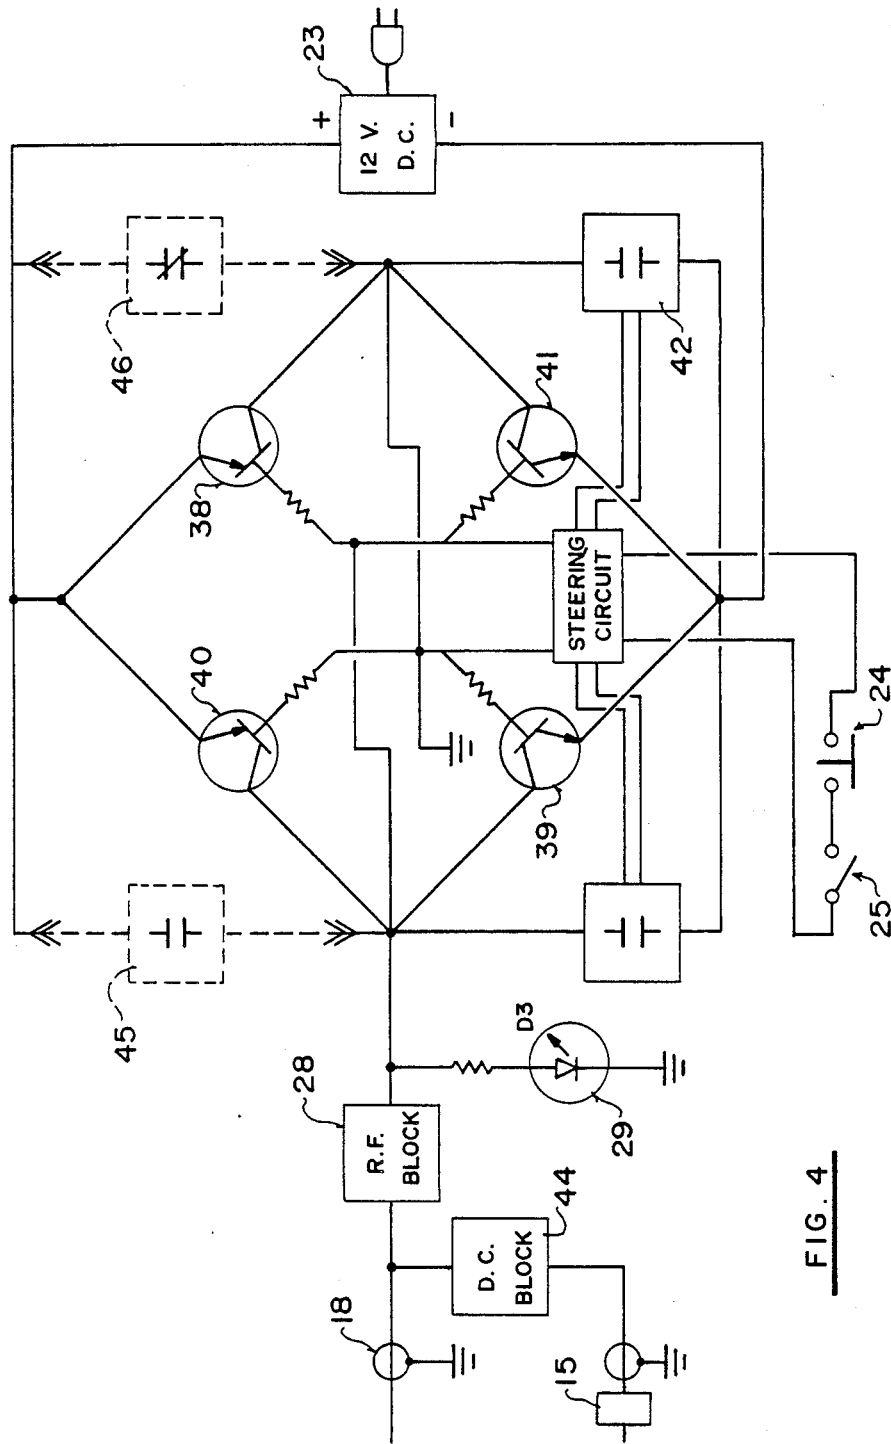 23
+
12 V.
D.C.
−
46
45
38
40
41
39
42
STEERING
CIRCUIT
24
25
D3
29
28
R.F.
BLOCK
18
D.C.
BLOCK
44
15
FIG. 4